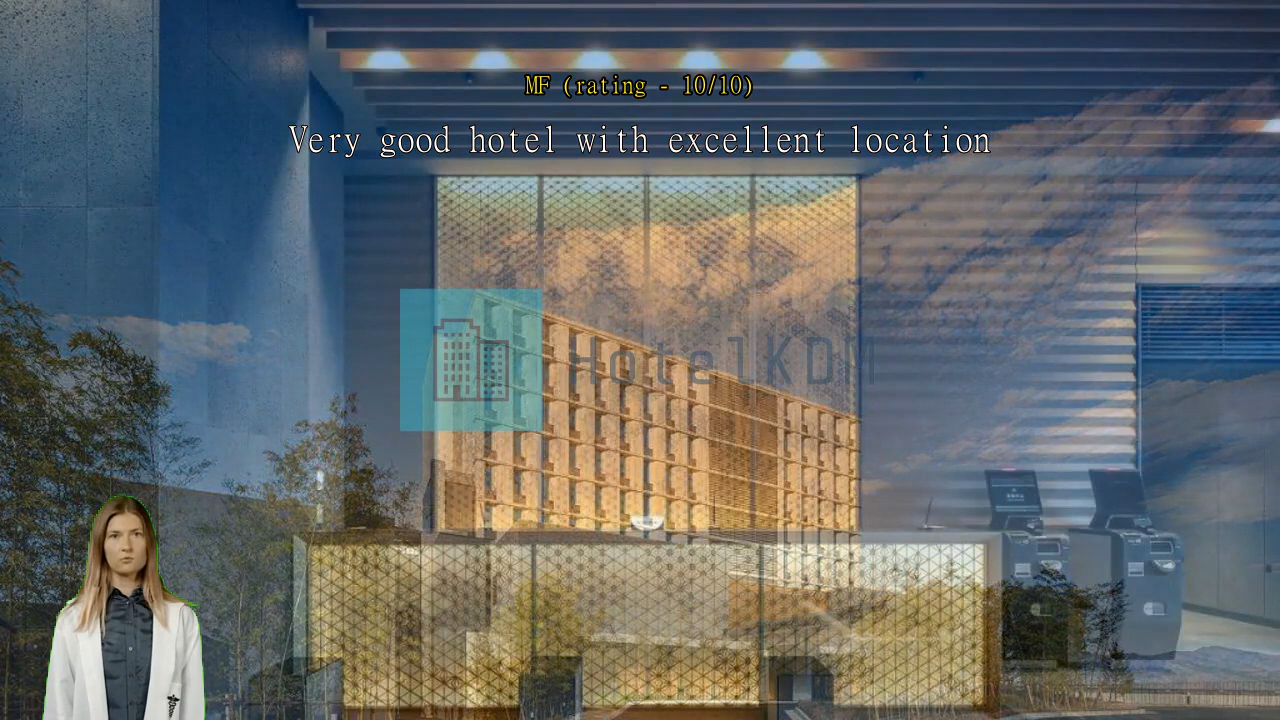 MF (rating - 10/10)
Very good hotel with excellent location
HotelKDM